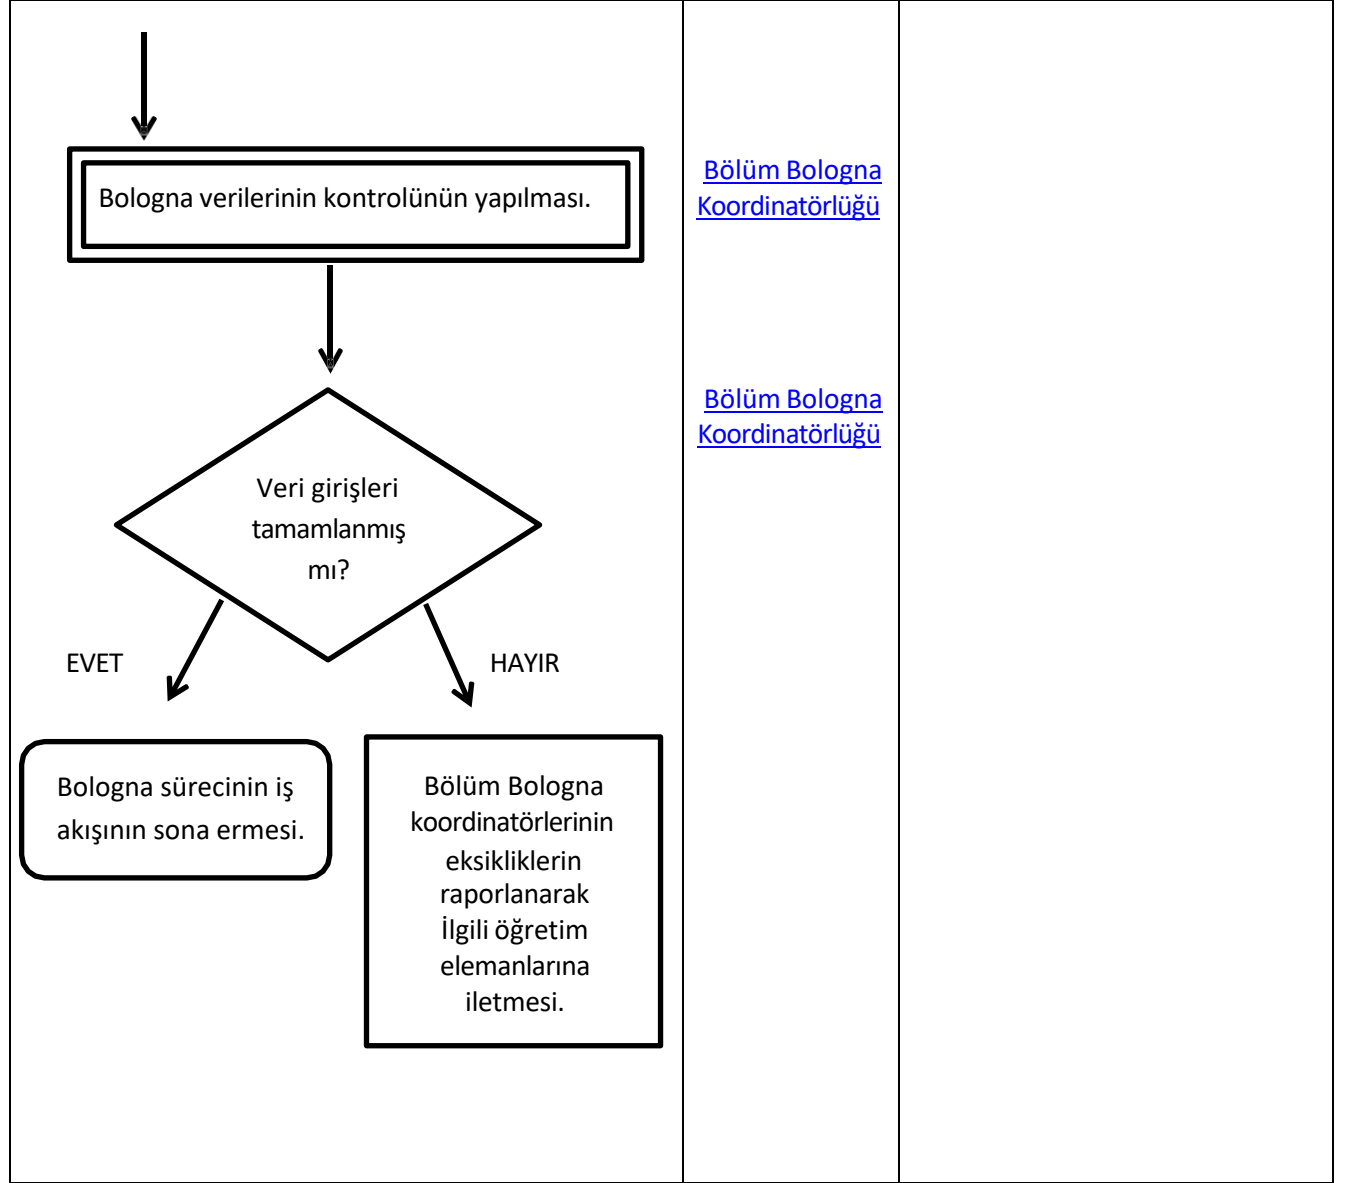 Bologna verilerinin kontrolünün yapılması.
Bölüm Bologna
Koordinatörlüğü
Bölüm Bologna
Koordinatörlüğü
Veri girişleri
tamamlanmış
mı?
EVET
HAYIR
Bologna sürecinin iş
akışının sona ermesi.
Bölüm Bologna
koordinatörlerinin
eksikliklerin
raporlanarak
İlgili öğretim
elemanlarına
iletmesi.